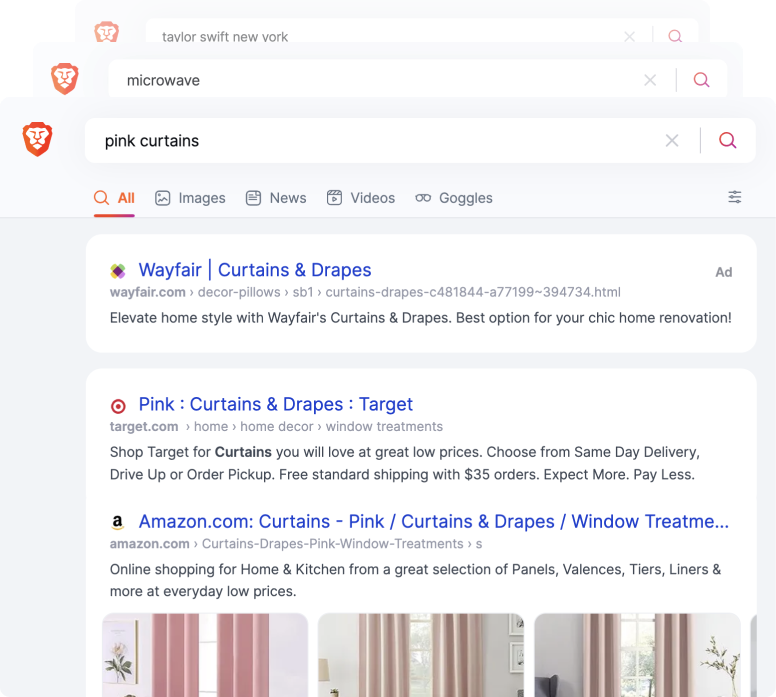 taylor swift new york
microwave
pink curtains
All Images News Videos Goggles
Wayfair | Curtains & Drapes
Ad
wayfair.com › decor-pillows › sb1 › curtains-drapes-c481844-a77199~394734.html
Elevate home style with Wayfair's Curtains & Drapes. Best option for your chic home renovation!
Pink : Curtains & Drapes : Target
target.com › home › home decor › window treatments
Shop Target for Curtains you will love at great low prices. Choose from Same Day Delivery,
Drive Up or Order Pickup. Free standard shipping with $35 orders. Expect More. Pay Less.
a Amazon.com: Curtains - Pink / Curtains & Drapes / Window Treatme...
amazon.com › Curtains-Drapes-Pink-Window-Treatments › s
Online shopping for Home & Kitchen from a great selection of Panels, Valences, Tiers, Liners &
more at everyday low prices.